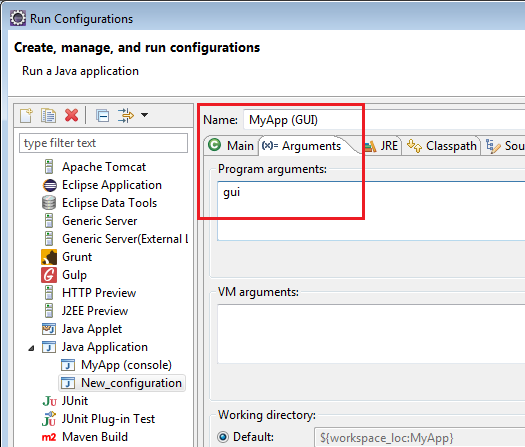 Run Configurations
Create, manage, and run configurations
Run a Java application
type filter text
Apache Tomcat
Eclipse Application
Eclipse Data Tools
Generic Server
Generic Server(External L
Grunt
Gulp
HTTP Preview
J2EE Preview
Java Applet
Java Application
MyApp (console)
New_configuration
JUnit
JUnit Plug-in Test
m2 Maven Build
Name: MyApp (GUI)
Main (x)= Arguments JRE Classpath Sou
Program arguments:
gui
VM arguments:
Working directory:
Default: ${workspace_loc:MyApp}